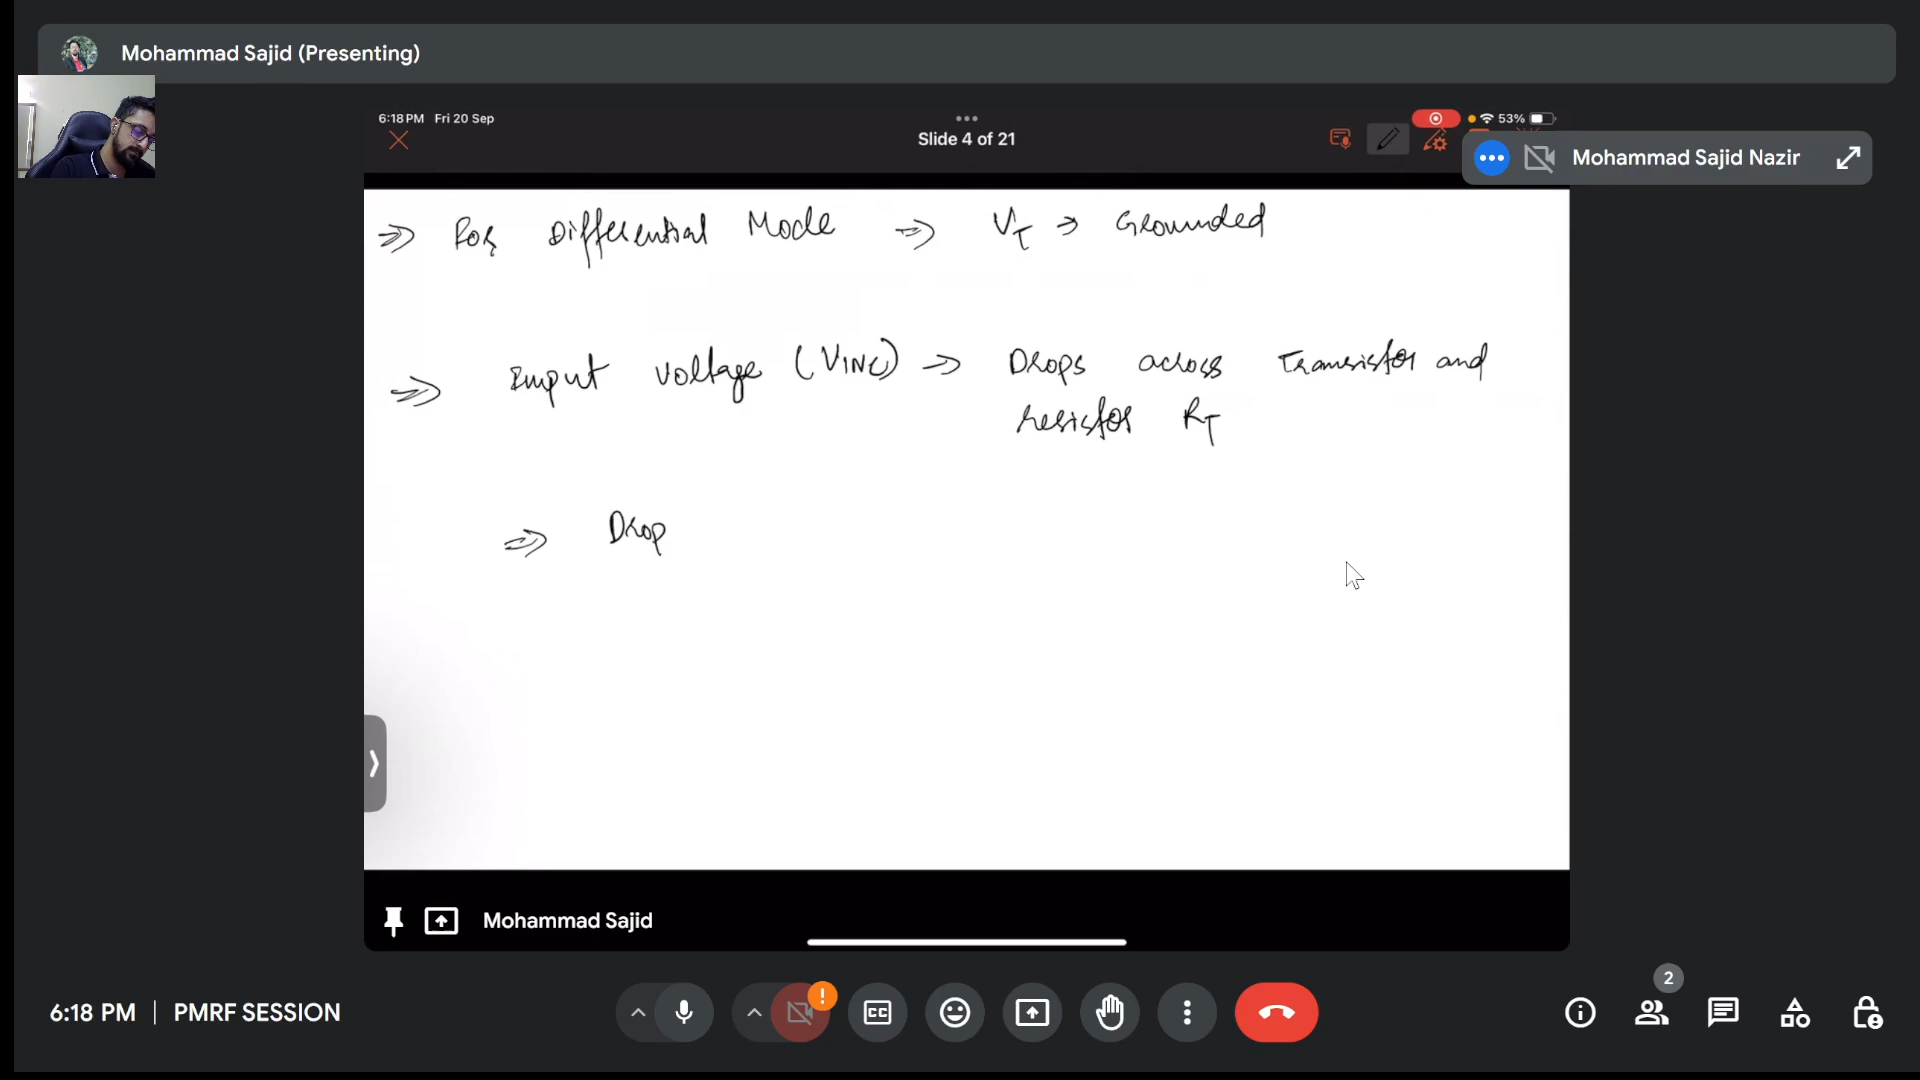 Mohammad Sajid (Presenting)
6:18 PM Fri 20 Sep
Slide 4 of 21
53%
Mohammad Sajid Nazir
⇒ For Differential Mode ⇒ VT → Grounded
⇒ Input voltage (VINC) → Drops across transistor and
resistor RT
⇒ Drop
Mohammad Sajid
2
6:18 PM | PMRF SESSION
CC